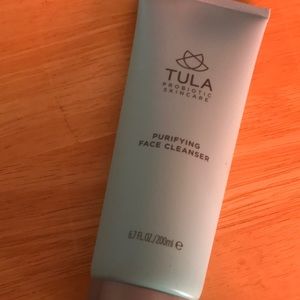 TULA
PROBIOTIC
SKINCARE
PURIFYING
FACE CLEANSER
6.7 FL.OZ./200ml e